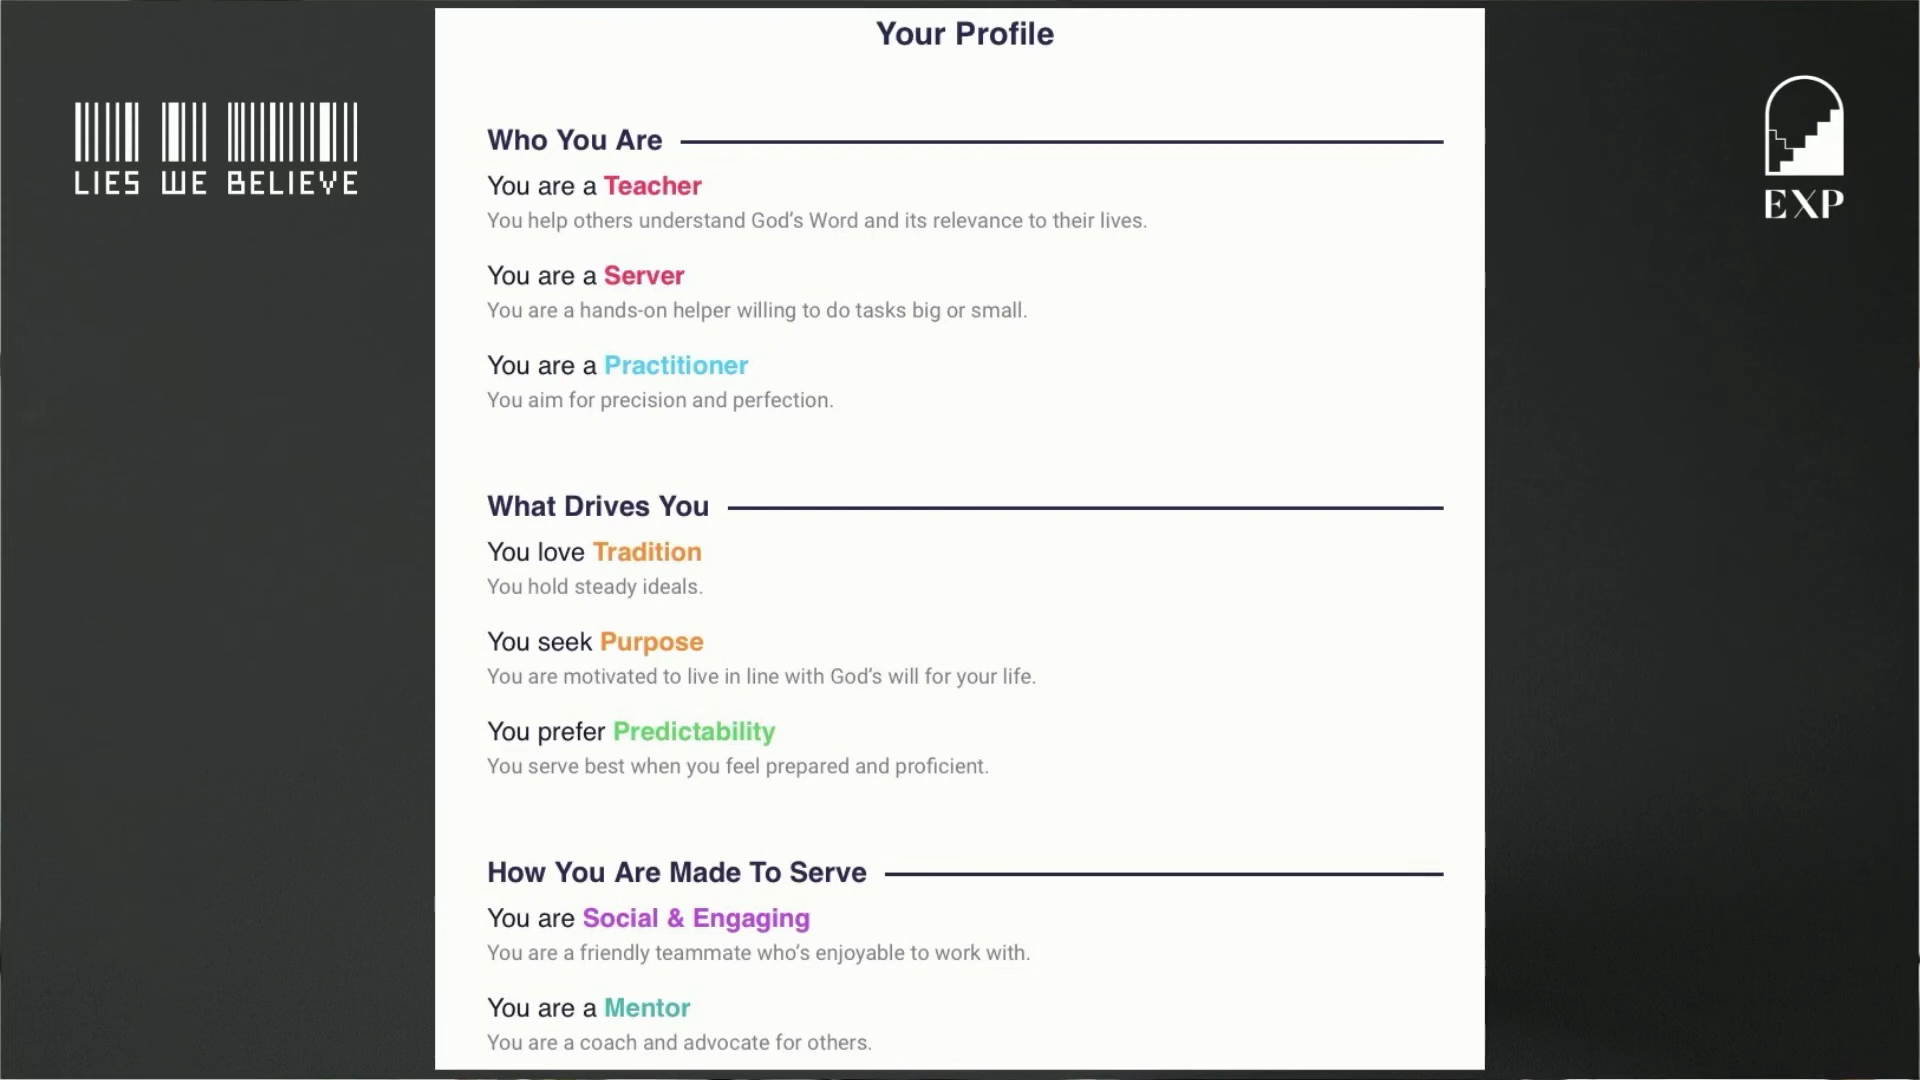 Your Profile
LIES WE BELIEVE
EXP
Who You Are
You are a Teacher
You help others understand God’s Word and its relevance to their lives.
You are a Server
You are a hands-on helper willing to do tasks big or small.
You are a Practitioner
You aim for precision and perfection.
What Drives You
You love Tradition
You hold steady ideals.
You seek Purpose
You are motivated to live in line with God’s will for your life.
You prefer Predictability
You serve best when you feel prepared and proficient.
How You Are Made To Serve
You are Social & Engaging
You are a friendly teammate who’s enjoyable to work with.
You are a Mentor
You are a coach and advocate for others.